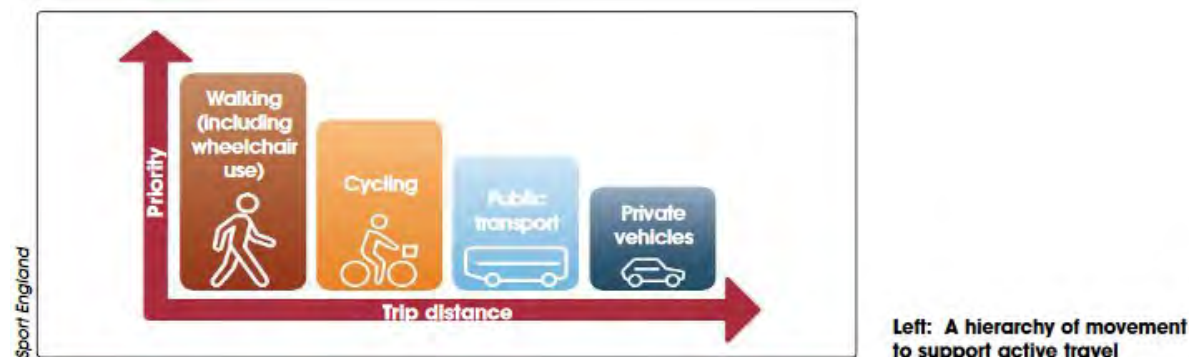 Walking
(including
wheelchair
use)
Cycling
Public
transport
Private
vehicles
Priority
Trip distance
Sport England
Left: A hierarchy of movement
to support active travel